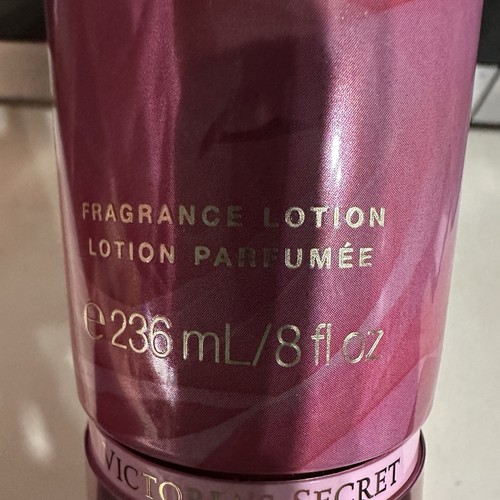 FRAGRANCE LOTION
LOTION PARFUMÉE
℮ 236 mL/8 fl oz
VICTORIA'S SECRET